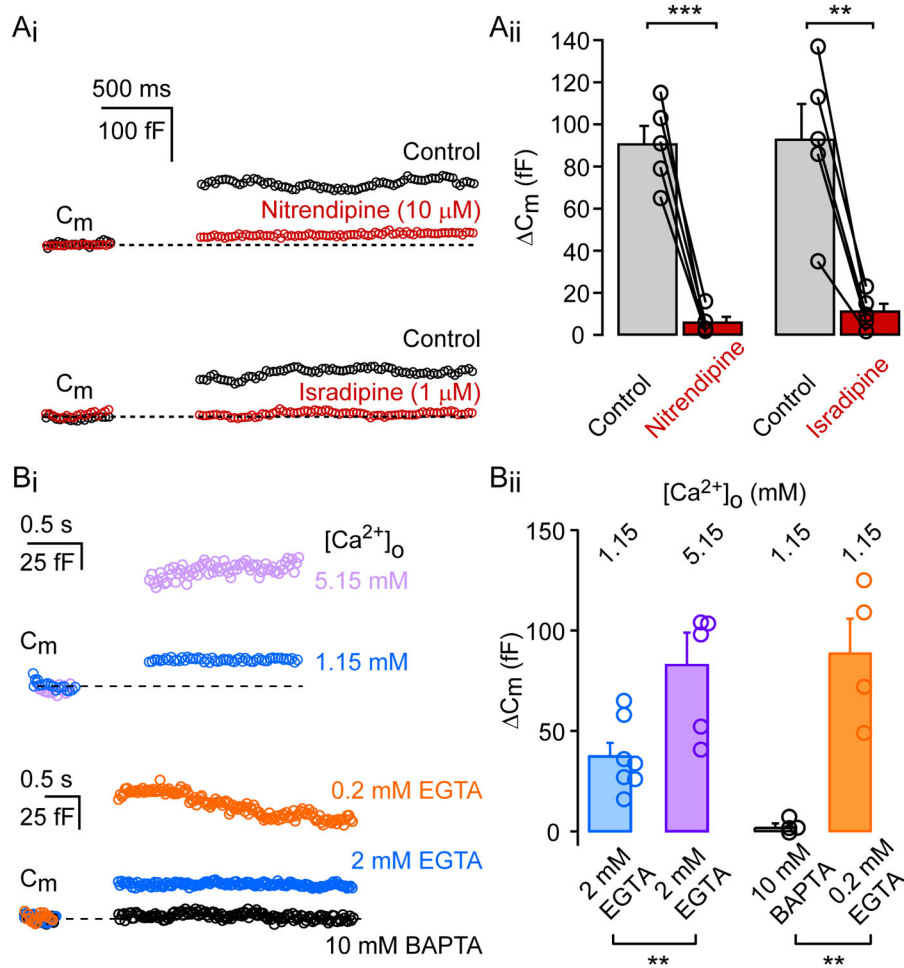 Ai
500 ms
100 fF
Control
Cm
Nitrendipine (10 µM)
Control
Cm
Isradipine (1 µM)
Aii
***
**
140
120
100
80
60
40
20
0
ΔCm (fF)
Control
Nitrendipine
Control
Isradipine
Bi
0.5 s
25 fF
[Ca2+]o
5.15 mM
Cm
1.15 mM
0.5 s
25 fF
0.2 mM EGTA
2 mM EGTA
Cm
10 mM BAPTA
Bii
[Ca2+]o (mM)
1.15
5.15
1.15
1.15
150
100
50
0
ΔCm (fF)
2 mM
EGTA
2 mM
EGTA
10 mM
BAPTA
0.2 mM
EGTA
**
**